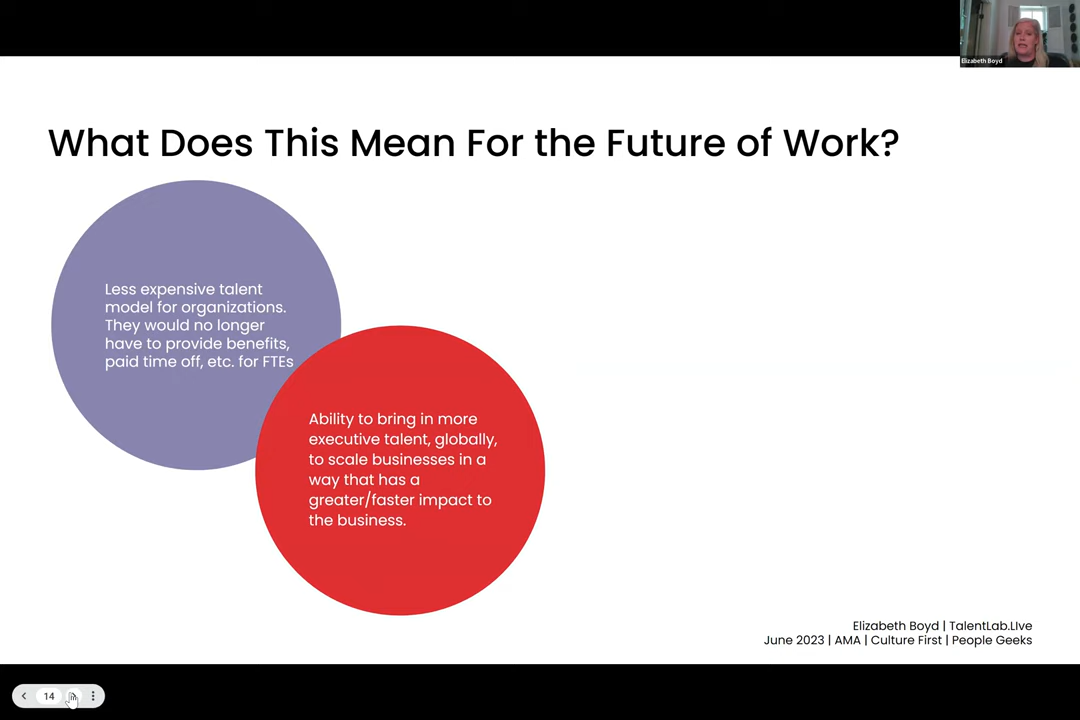 Elizabeth Boyd
What Does This Mean For the Future of Work?
Less expensive talent
model for organizations.
They would no longer
have to provide benefits,
paid time off, etc. for FTEs
Ability to bring in more
executive talent, globally,
to scale businesses in a
way that has a
greater/faster impact to
the business.
Elizabeth Boyd | TalentLab.LIve
June 2023 | AMA | Culture First | People Geeks
14